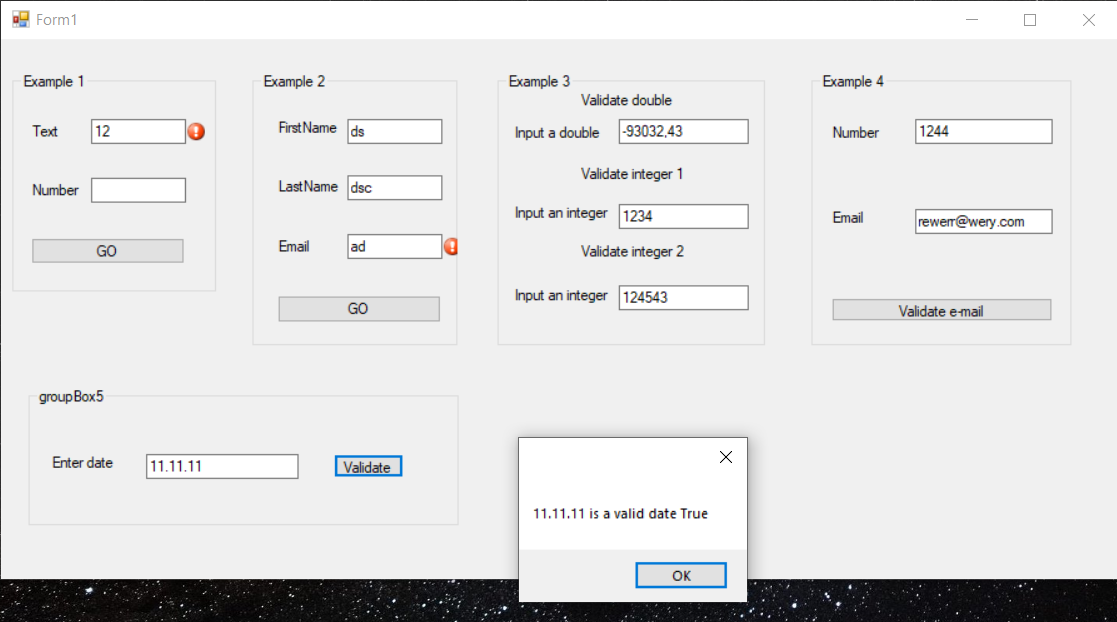 Form1
Example 1
Text 12
Number
GO
Example 2
FirstName ds
LastName dsc
Email ad
GO
Example 3
Validate double
Input a double -93032,43
Validate integer 1
Input an integer 1234
Validate integer 2
Input an integer 124543
Example 4
Number 1244
Email rewerr@wery.com
Validate e-mail
groupBox5
Enter date 11.11.11 Validate
11.11.11 is a valid date True
OK